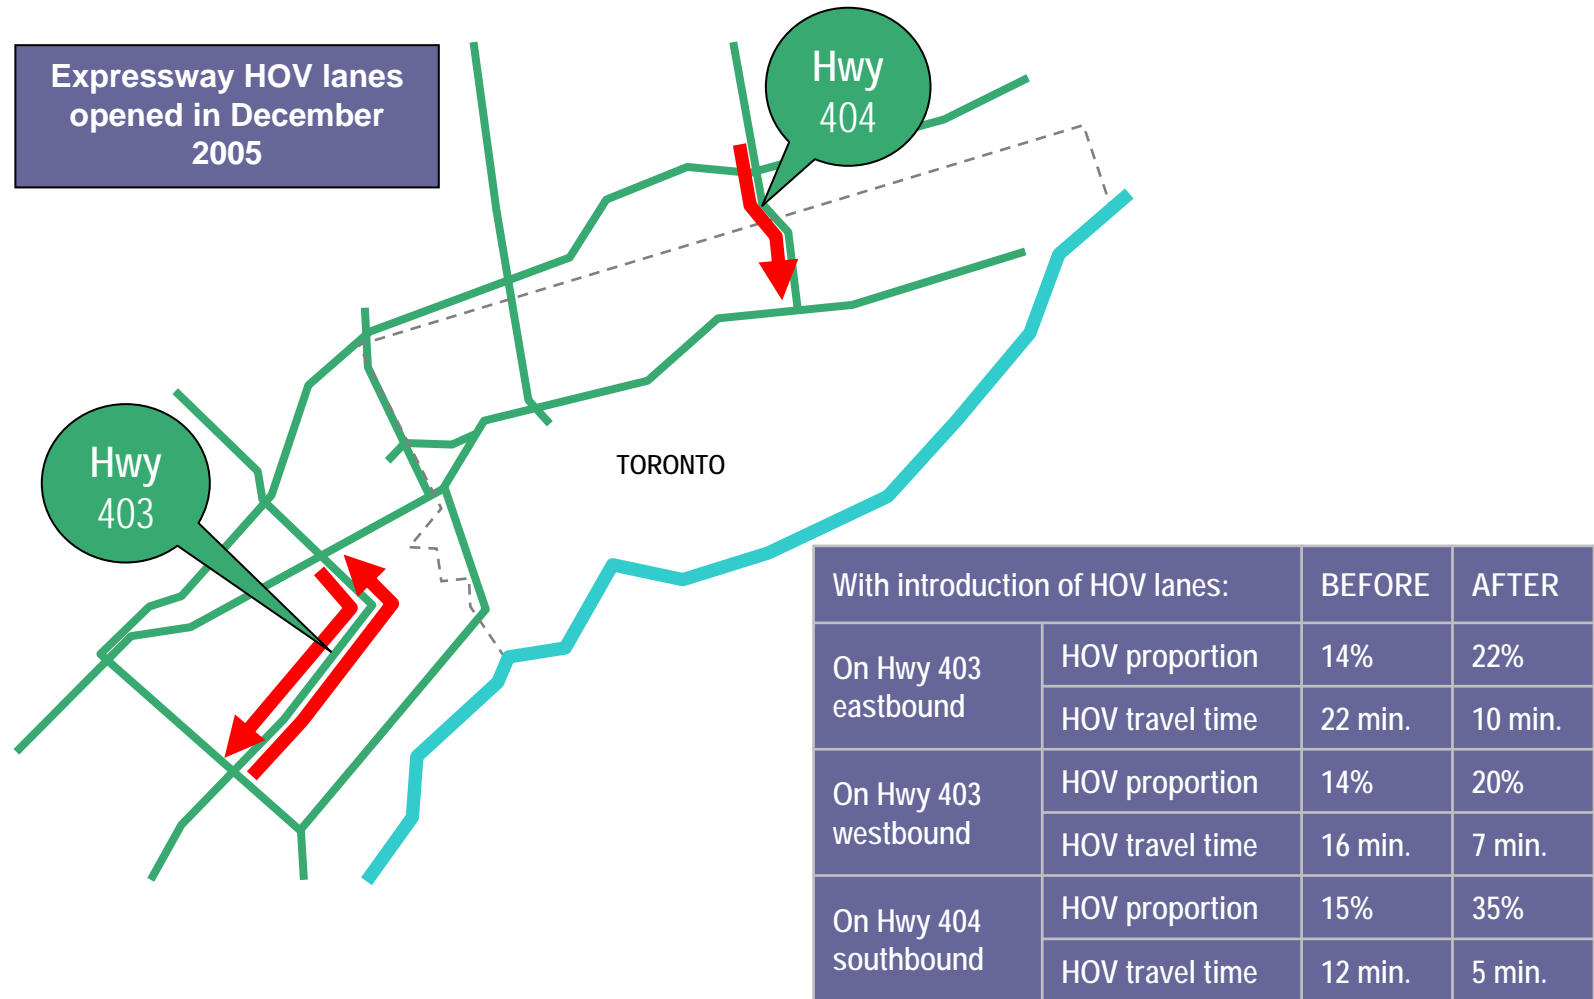 Expressway HOV lanes
opened in December
2005
Hwy
404
Hwy
403
TORONTO
With introduction of HOV lanes: BEFORE AFTER
On Hwy 403
eastbound
HOV proportion 14% 22%
HOV travel time 22 min. 10 min.
On Hwy 403
westbound
HOV proportion 14% 20%
HOV travel time 16 min. 7 min.
On Hwy 404
southbound
HOV proportion 15% 35%
HOV travel time 12 min. 5 min.